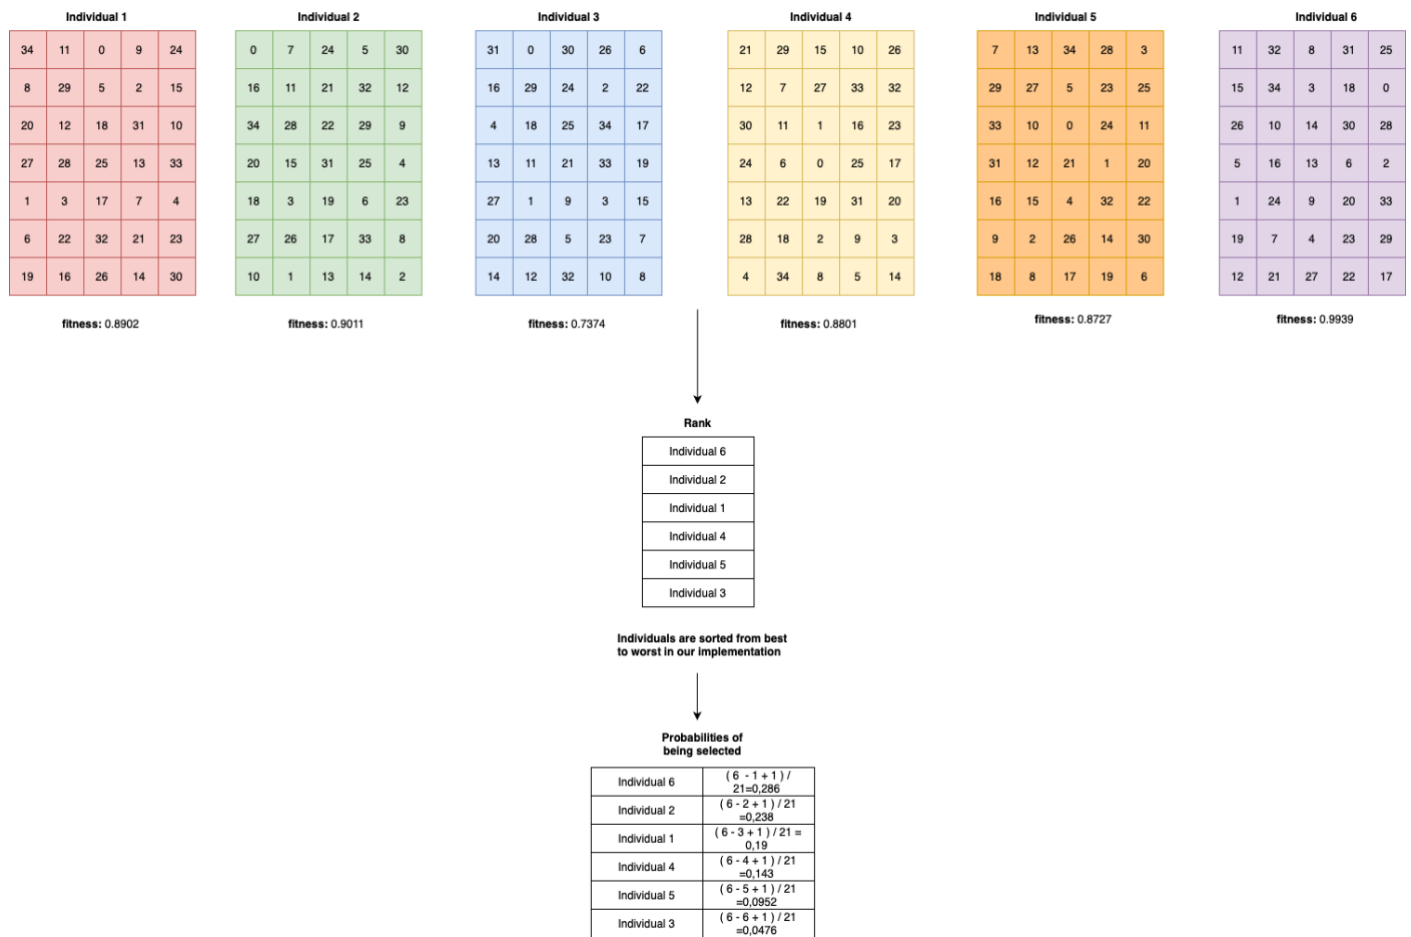 Individual 1
Individual 2
Individual 3
Individual 4
Individual 5
Individual 6
34 11 0 9 24
8 29 5 2 15
20 12 18 31 10
27 28 25 13 33
1 3 17 7 4
6 22 32 21 23
19 16 26 14 30
0 7 24 5 30
16 11 21 32 12
34 28 22 29 9
20 15 31 25 4
18 3 19 6 23
27 26 17 33 8
10 1 13 14 2
31 0 30 26 6
16 29 24 2 22
4 18 25 34 17
13 11 21 33 19
27 1 9 3 15
20 28 5 23 7
14 12 32 10 8
21 29 15 10 26
12 7 27 33 32
30 11 1 16 23
24 6 0 25 17
13 22 19 31 20
28 18 2 9 3
4 34 8 5 14
7 13 34 28 3
29 27 5 23 25
33 10 0 24 11
31 12 21 1 20
16 15 4 32 22
9 2 26 14 30
18 8 17 19 6
11 32 8 31 25
15 34 3 18 0
26 10 14 30 28
5 16 13 6 2
1 24 9 20 33
19 7 4 23 29
12 21 27 22 17
fitness: 0.8902
fitness: 0.9011
fitness: 0.7374
fitness: 0.8801
fitness: 0.8727
fitness: 0.9939
Rank
Individual 6
Individual 2
Individual 1
Individual 4
Individual 5
Individual 3
Individuals are sorted from best
to worst in our implementation
Probabilities of
being selected
Individual 6
( 6 - 1 + 1 ) /
21=0,286
Individual 2
( 6 - 2 + 1 ) / 21
=0,238
Individual 1
( 6 - 3 + 1 ) / 21 =
0,19
Individual 4
( 6 - 4 + 1 ) / 21
=0,143
Individual 5
( 6 - 5 + 1 ) / 21
=0,0952
Individual 3
( 6 - 6 + 1 ) / 21
=0,0476